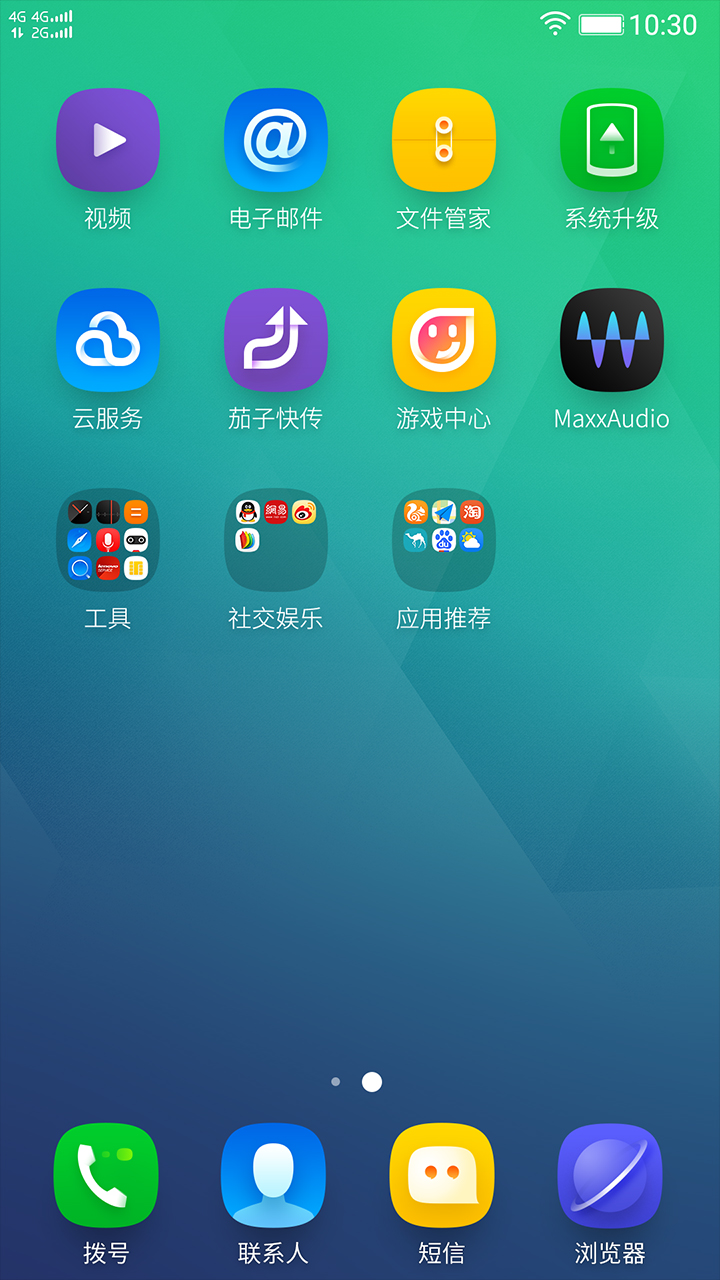 4G 4G 10:30
2G
视频 电子邮件 文件管家 系统升级
云服务 茄子快传 游戏中心 MaxxAudio
網易
淘
工具 社交娱乐 应用推荐
拨号 联系人 短信 浏览器